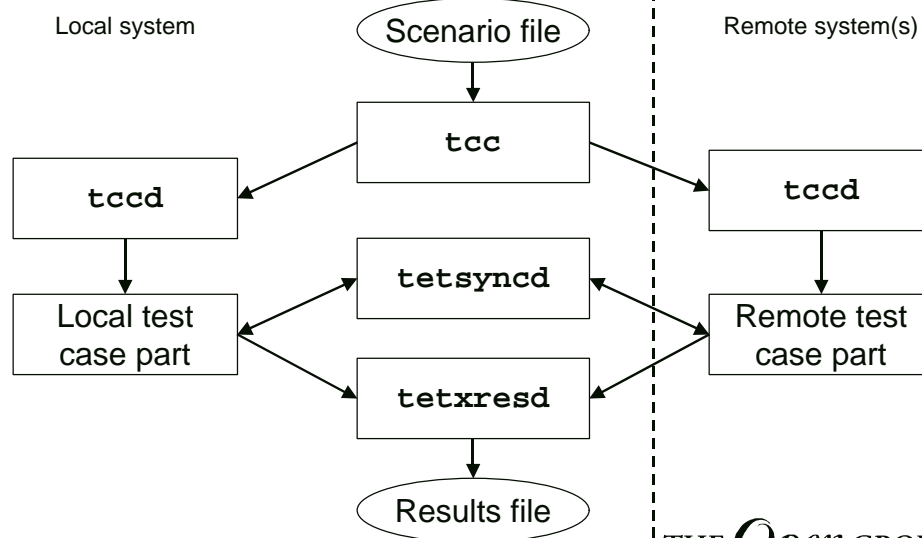 Local system
Scenario file
Remote system(s)
tcc
tccd
tccd
tetsyncd
Local test
case part
Remote test
case part
tetxresd
Results file
THE Open